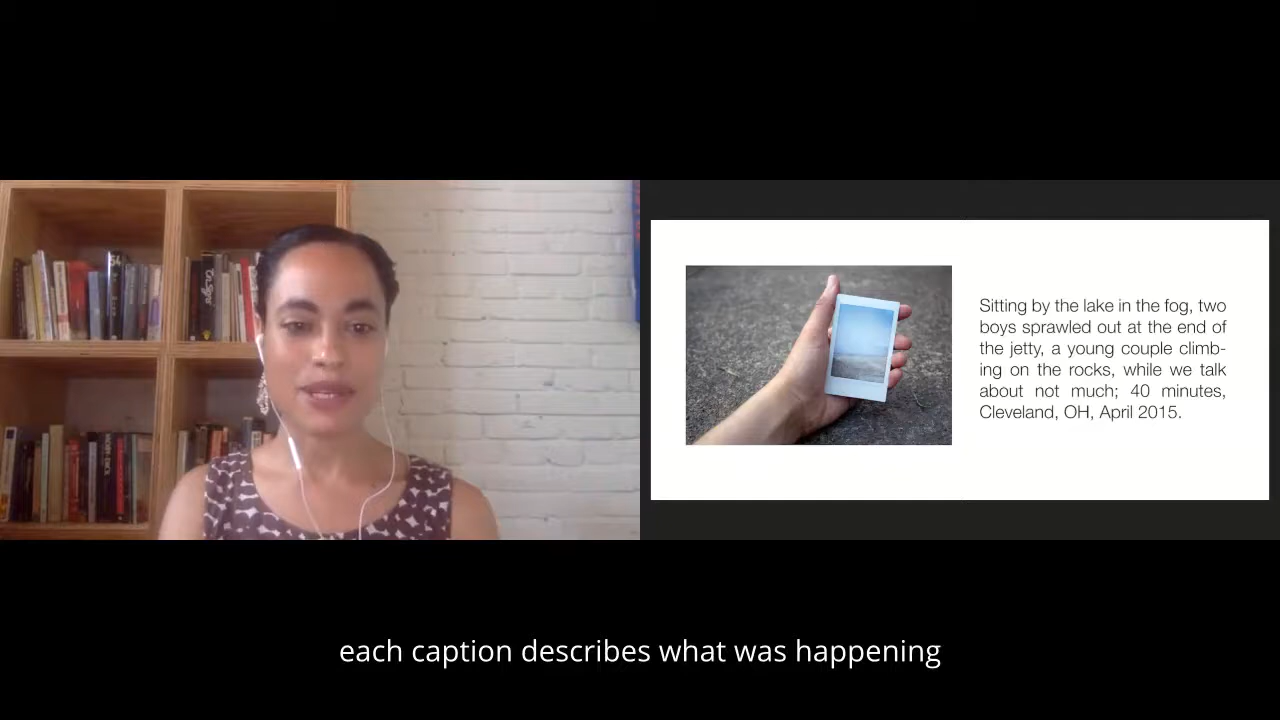 Sitting by the lake in the fog, two
boys sprawled out at the end of
the jetty, a young couple climb-
ing on the rocks, while we talk
about not much; 40 minutes,
Cleveland, OH, April 2015.
each caption describes what was happening